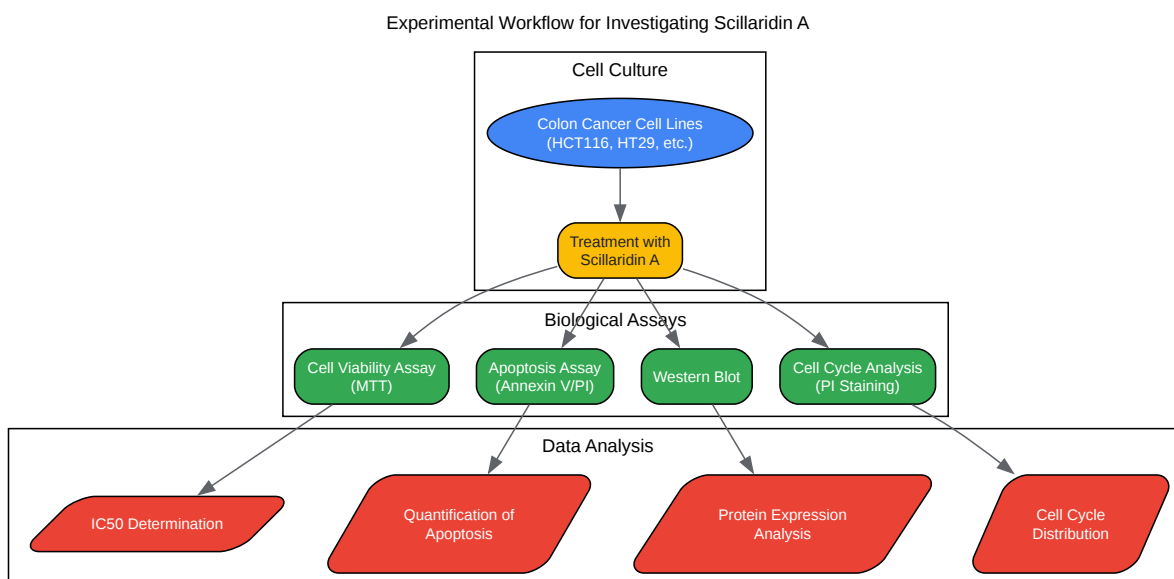 Experimental Workflow for Investigating Scillaridin A
Cell Culture
Colon Cancer Cell Lines
(HCT116, HT29, etc.)
Treatment with
Scillaridin A
Biological Assays
Cell Viability Assay
(MTT)
Apoptosis Assay
(Annexin V/PI)
Western Blot
Cell Cycle Analysis
(PI Staining)
Data Analysis
IC50 Determination
Quantification of
Apoptosis
Protein Expression
Analysis
Cell Cycle
Distribution